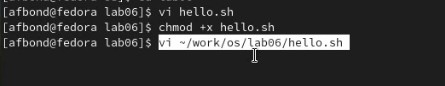 [afbond@fedora lab06]$ vi hello.sh
[afbond@fedora lab06]$ chmod +x hello.sh
[afbond@fedora lab06]$ vi ~/work/os/lab06/hello.sh